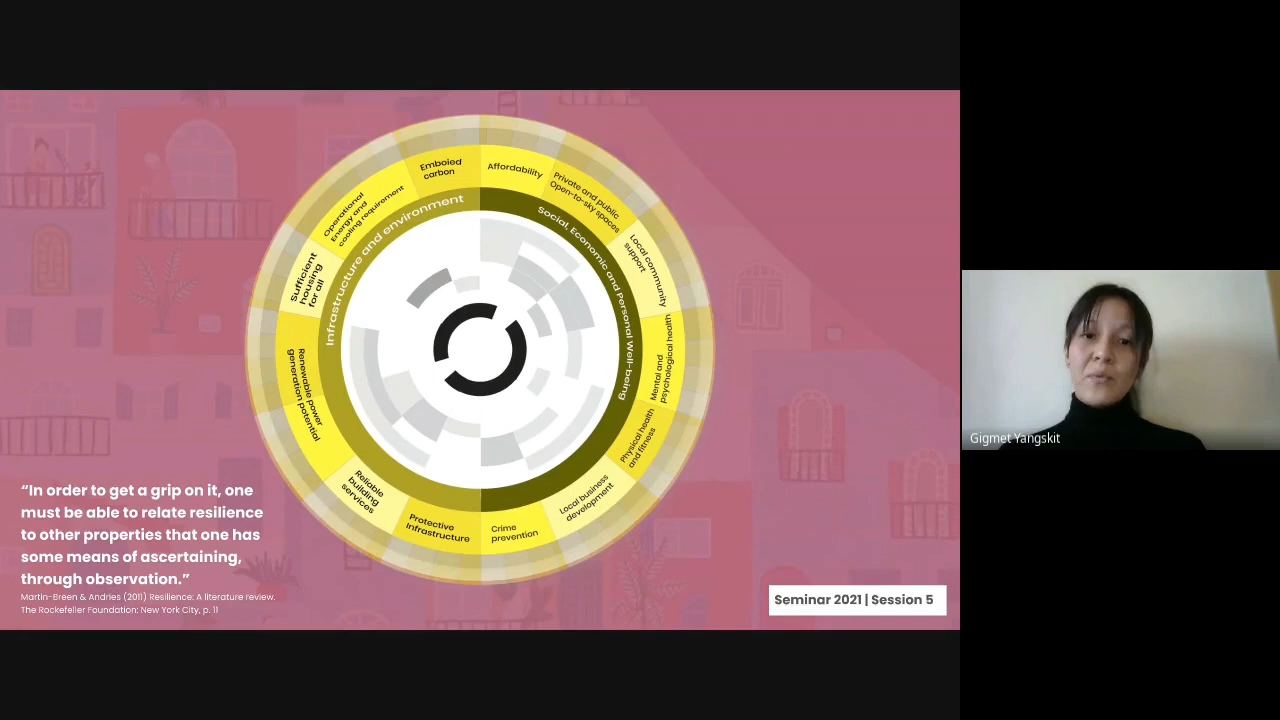 Emboied
carbon
Affordability
Private and public
Open-to-sky spaces
Local community
support
Mental and
psychological health
Physical health
and fitness
Local business
development
Crime
prevention
Protective
Infrastructure
Reliable
building
services
Renewable power
generation potential
Sufficient
housing
for all
Operational
Energy and
cooling requirement
Infrastructure and environment
Social, Economic and Personal Well-being
“In order to get a grip on it, one
must be able to relate resilience
to other properties that one has
some means of ascertaining,
through observation.”
Martin-Breen & Andries (2011) Resilience: A literature review.
The Rockefeller Foundation: New York City, p. 11
Seminar 2021 | Session 5
Gigmet Yangskit